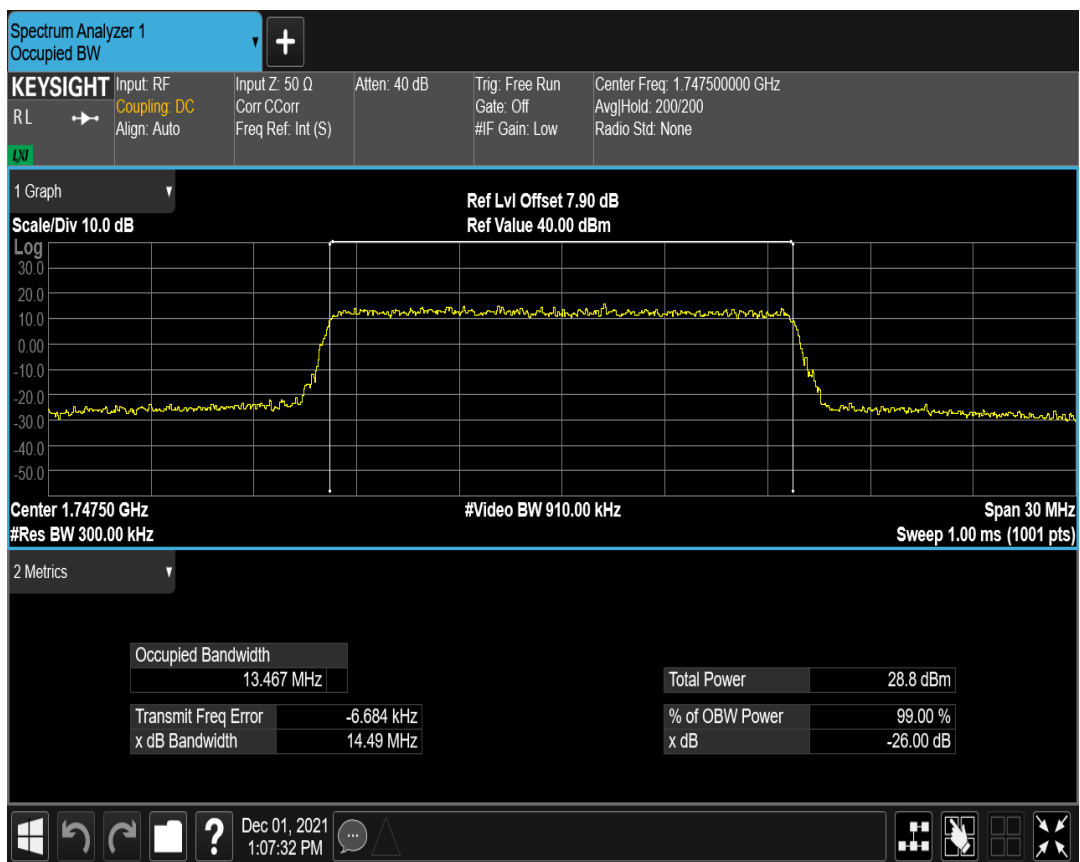 Spectrum Analyzer 1
Occupied BW
KEYSIGHT
R L
LXI
Input: RF
Coupling: DC
Align: Auto
Input Z: 50 Ω
Corr CCorr
Freq Ref: Int (S)
Atten: 40 dB
Trig: Free Run
Gate: Off
#IF Gain: Low
Center Freq: 1.747500000 GHz
Avg|Hold: 200/200
Radio Std: None
1 Graph
Scale/Div 10.0 dB
Ref Lvl Offset 7.90 dB
Ref Value 40.00 dBm
Log
30.0
20.0
10.0
0.00
-10.0
-20.0
-30.0
-40.0
-50.0
Center 1.74750 GHz
#Res BW 300.00 kHz
#Video BW 910.00 kHz
Span 30 MHz
Sweep 1.00 ms (1001 pts)
2 Metrics
Occupied Bandwidth
13.467 MHz
Total Power 28.8 dBm
Transmit Freq Error -6.684 kHz
% of OBW Power 99.00 %
x dB Bandwidth 14.49 MHz
x dB -26.00 dB
Dec 01, 2021
1:07:32 PM